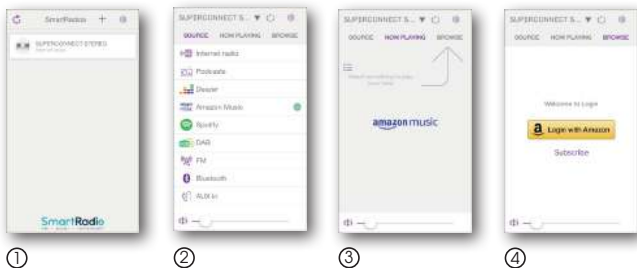 SmartRadios +
SUPERCONNECT STEREO
SmartRadio
①
SUPERCONNECT S...
SOURCE NOW PLAYING BROWSE
Internet radio
Podcasts
Deezer
Amazon Music
Spotify
DAB
FM
Bluetooth
AUX in
②
SUPERCONNECT S...
SOURCE NOW PLAYING BROWSE
amazon music
③
SUPERCONNECT S...
SOURCE NOW PLAYING BROWSE
Welcome to Login
a Login with Amazon
Subscribe
④